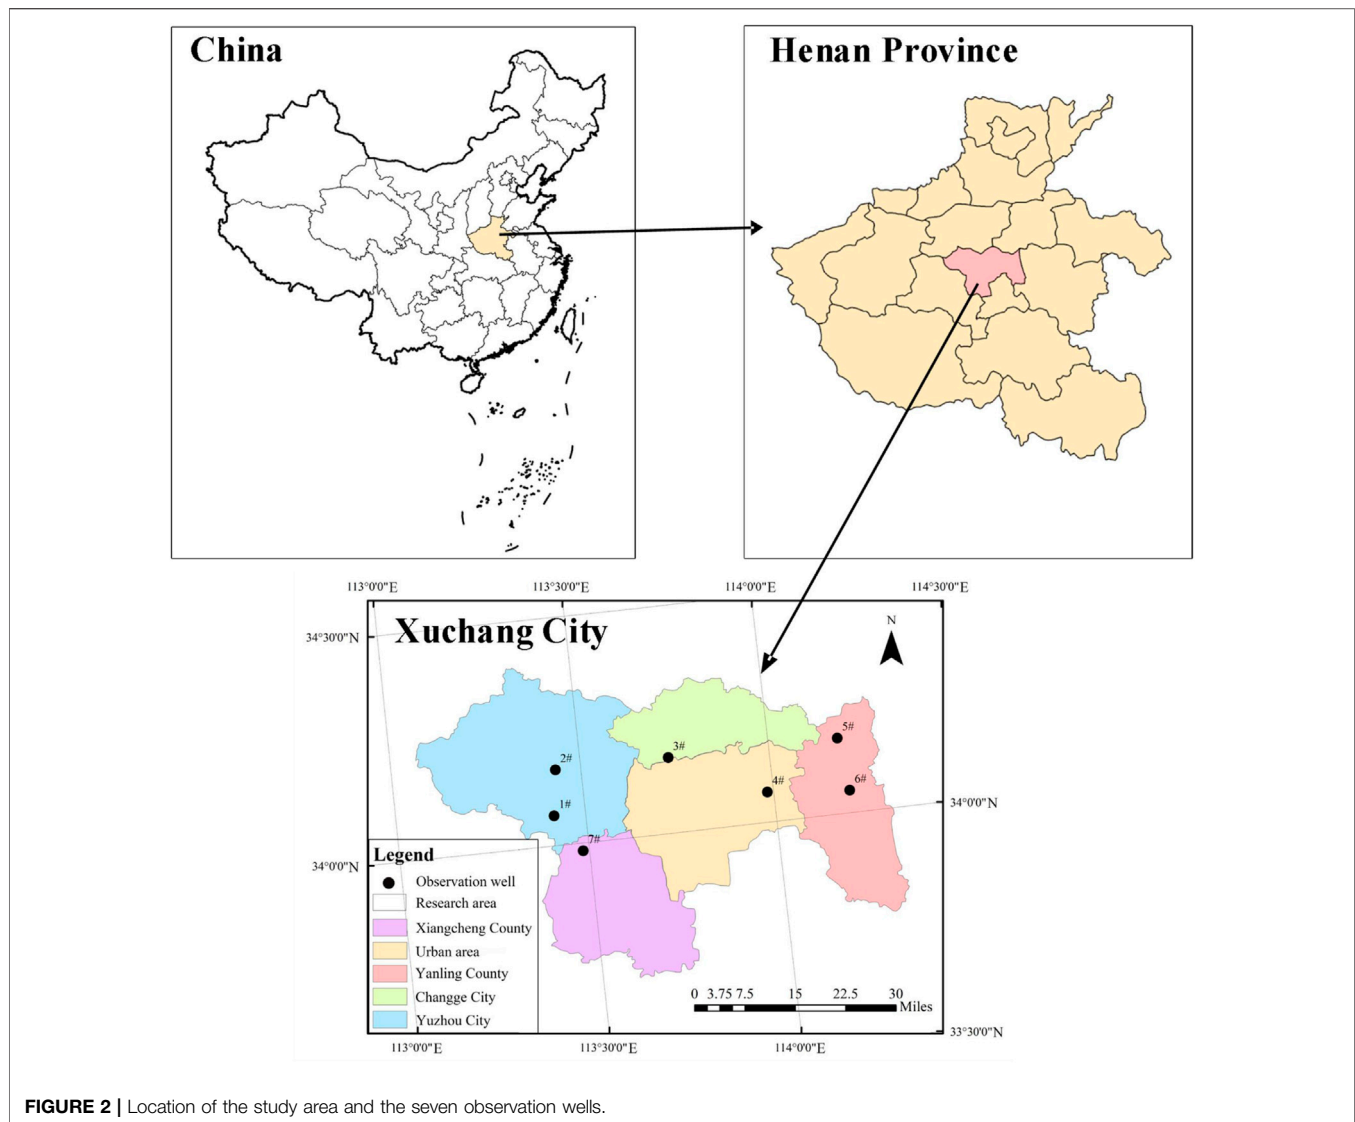 China
Henan Province
113°0'0"E
113°30'0"E
114°0'0"E
114°30'0"E
Xuchang City
N
34°30'0"N
5#
3#
2#
4#
6#
1#
34°0'0"N
7#
34°0'0"N
Legend
Observation well
Research area
Xiangcheng County
Urban area
Yanling County
Changge City
Yuzhou City
0 3.75 7.5 15 22.5 30
Miles
33°30'0"N
113°0'0"E
113°30'0"E
114°0'0"E
FIGURE 2 | Location of the study area and the seven observation wells.